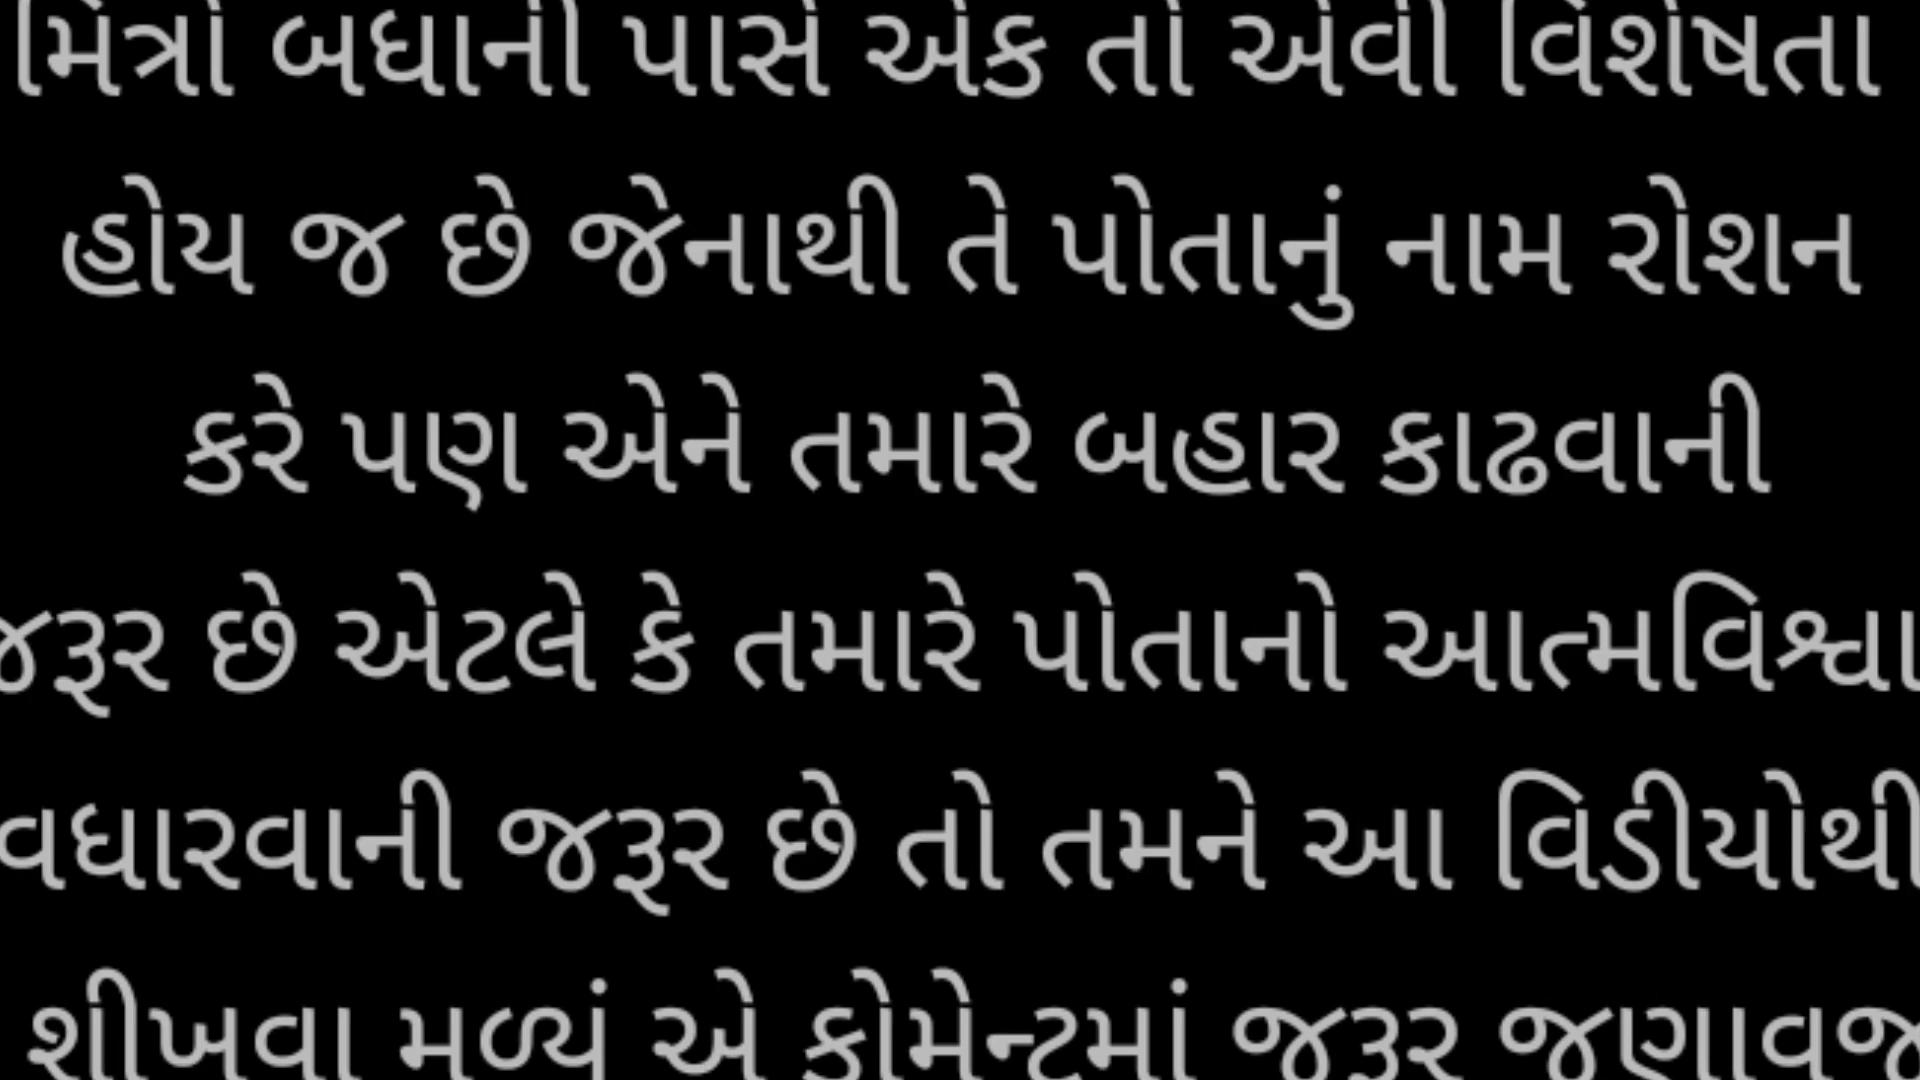 મિત્રો બધાની પાસે એક તો એવી વિશેષતા
હોય જ છે જેનાથી તે પોતાનું નામ રોશન
કરે પણ એને તમારે બહાર કાઢવાની
જરૂર છે એટલે કે તમારે પોતાનો આત્મવિશ્વા
વધારવાની જરૂર છે તો તમને આ વિડીયોથી
શીખવા મળ્યું એ કોમેન્ટમાં જરૂર જણાવજ